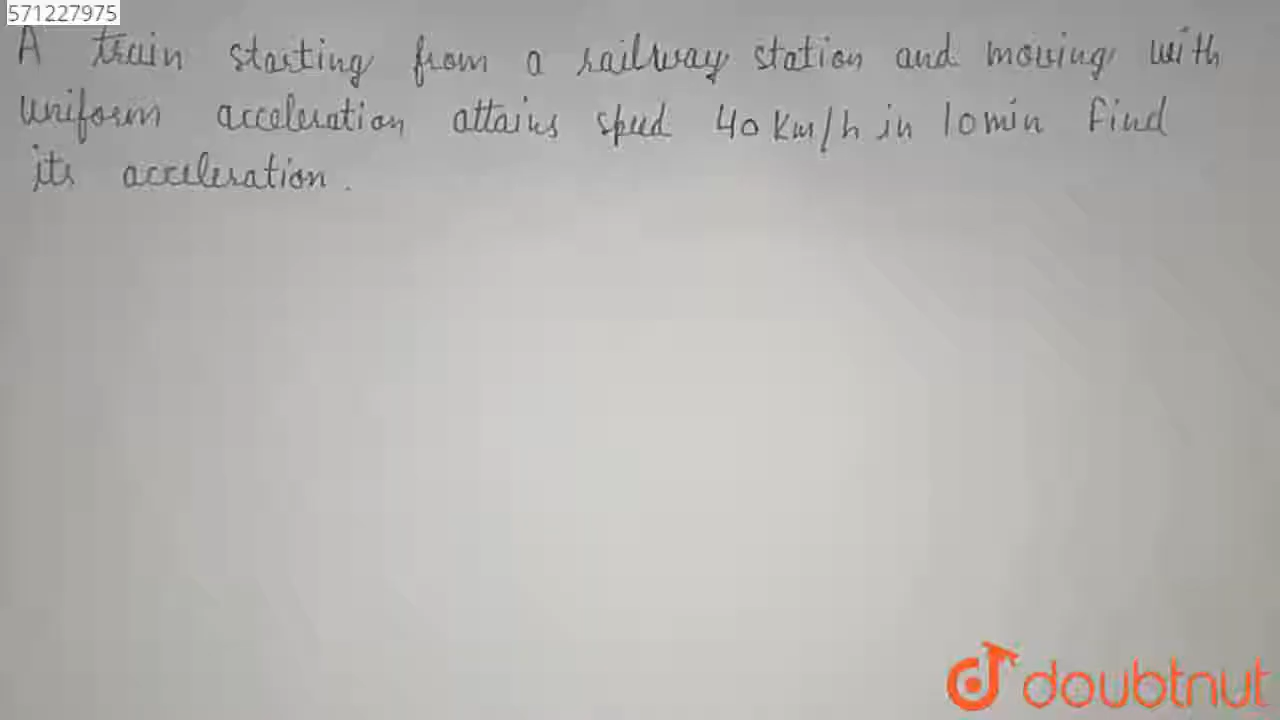 571227975
A train starting from a railway station and moving with
uniform acceleration attains speed 40 Km/h in 10 min Find
its acceleration.
doubtnut